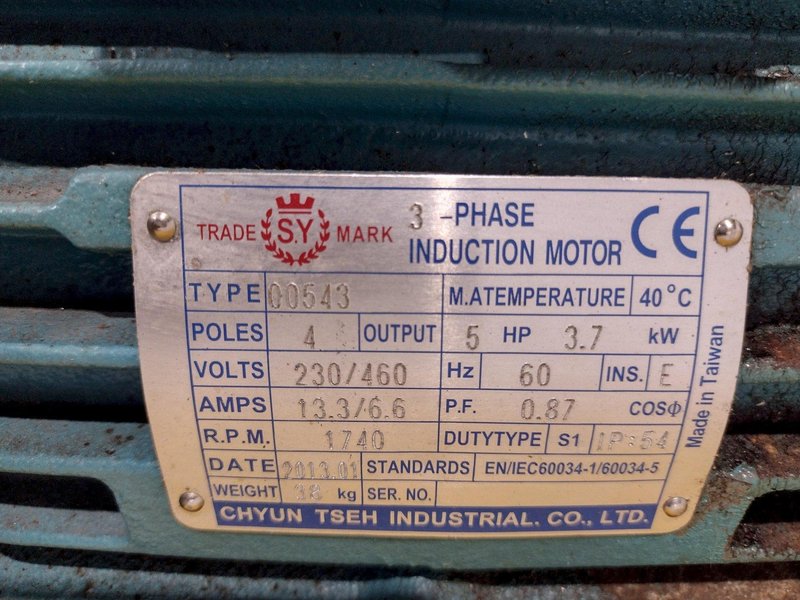 TRADE S.Y MARK 3 -PHASE
INDUCTION MOTOR CE
TYPE 00543 M.ATEMPERATURE 40°C
POLES 4 OUTPUT 5 HP 3.7 kW
VOLTS 230/460 Hz 60 INS. E
AMPS 13.3/6.6 P.F. 0.87 COSΦ
R.P.M. 1740 DUTYTYPE S1 IP:54
DATE 2013.01 STANDARDS EN/IEC60034-1/60034-5
WEIGHT 38 kg SER. NO.
CHYUN TSEH INDUSTRIAL. CO., LTD.
Made in Taiwan